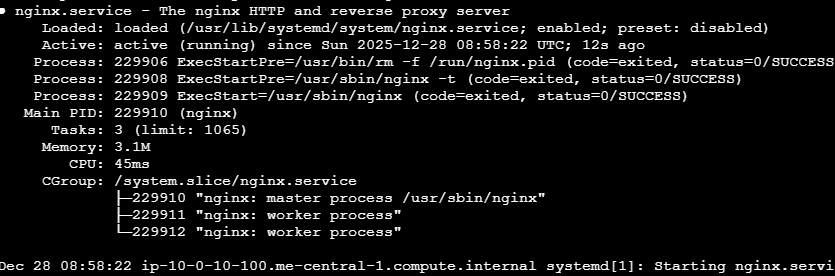 ● nginx.service - The nginx HTTP and reverse proxy server
Loaded: loaded (/usr/lib/systemd/system/nginx.service; enabled; preset: disabled)
Active: active (running) since Sun 2025-12-28 08:58:22 UTC; 12s ago
Process: 229906 ExecStartPre=/usr/bin/rm -f /run/nginx.pid (code=exited, status=0/SUCCESS
Process: 229908 ExecStartPre=/usr/sbin/nginx -t (code=exited, status=0/SUCCESS)
Process: 229909 ExecStart=/usr/sbin/nginx (code=exited, status=0/SUCCESS)
Main PID: 229910 (nginx)
Tasks: 3 (limit: 1065)
Memory: 3.1M
CPU: 45ms
CGroup: /system.slice/nginx.service
├─229910 "nginx: master process /usr/sbin/nginx"
├─229911 "nginx: worker process"
└─229912 "nginx: worker process"
Dec 28 08:58:22 ip-10-0-10-100.me-central-1.compute.internal systemd[1]: Starting nginx.servi